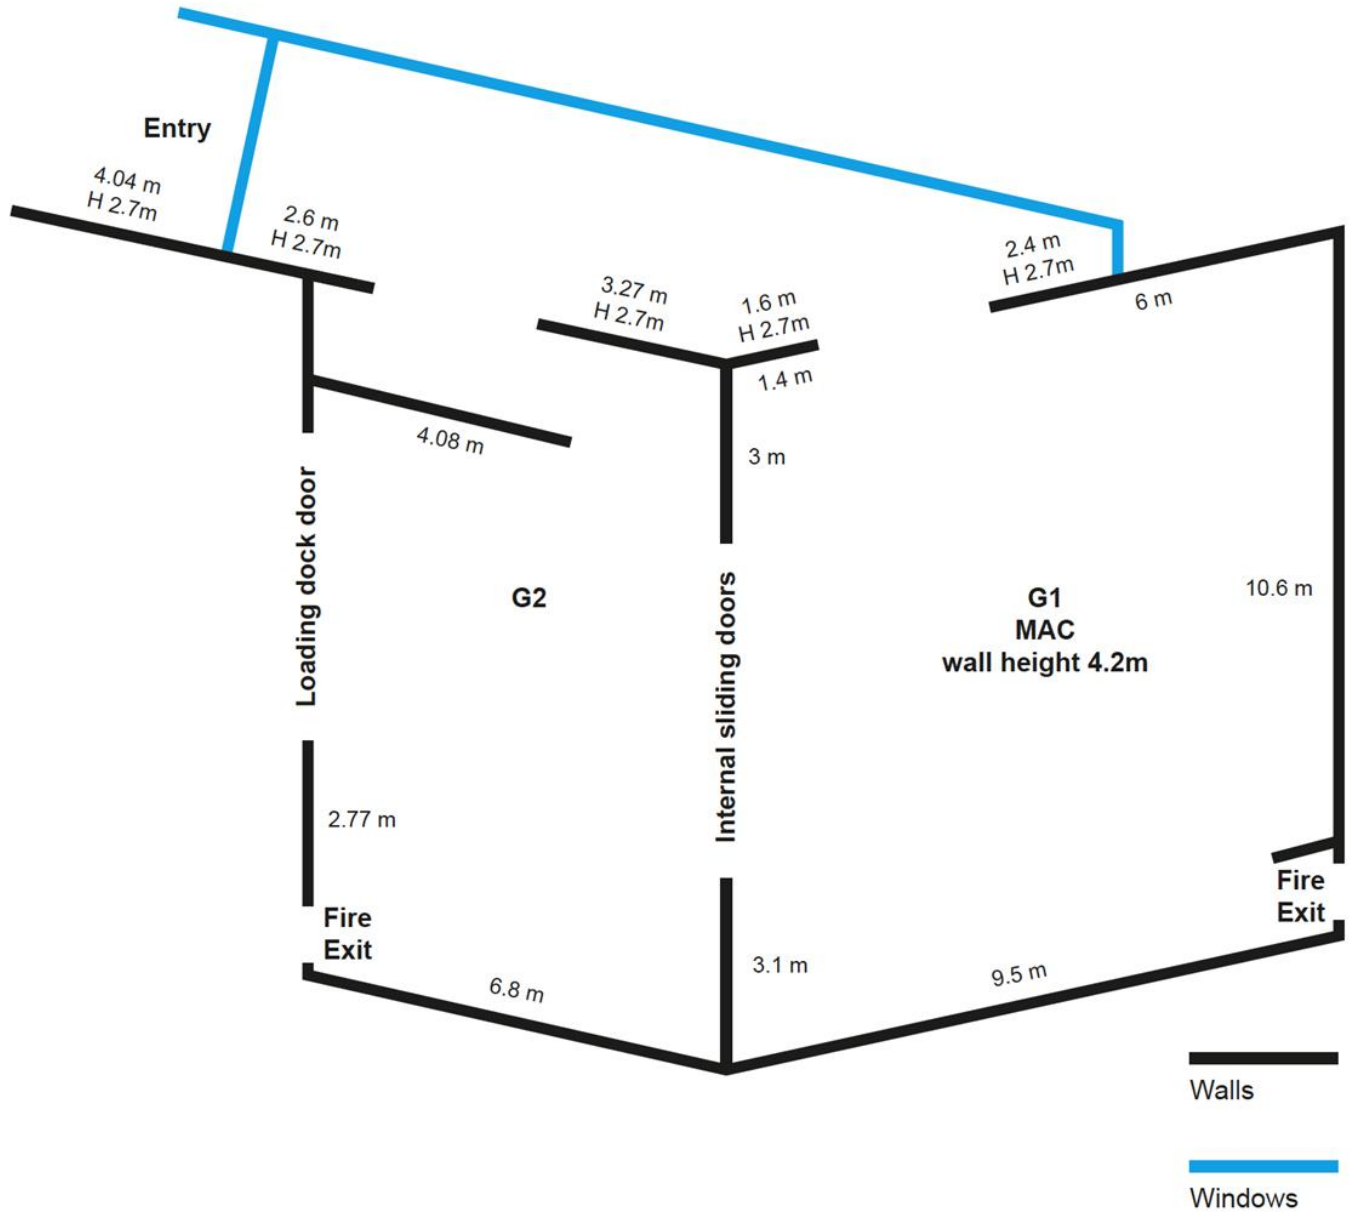 Entry
4.04 m
H 2.7m
2.6 m
H 2.7m
2.4 m
H 2.7m
6 m
3.27 m
H 2.7m
1.6 m
H 2.7m
1.4 m
4.08 m
3 m
Loading dock door
G2
Internal sliding doors
G1
MAC
wall height 4.2m
10.6 m
2.77 m
Fire
Exit
Fire
Exit
6.8 m
3.1 m
9.5 m
Walls
Windows